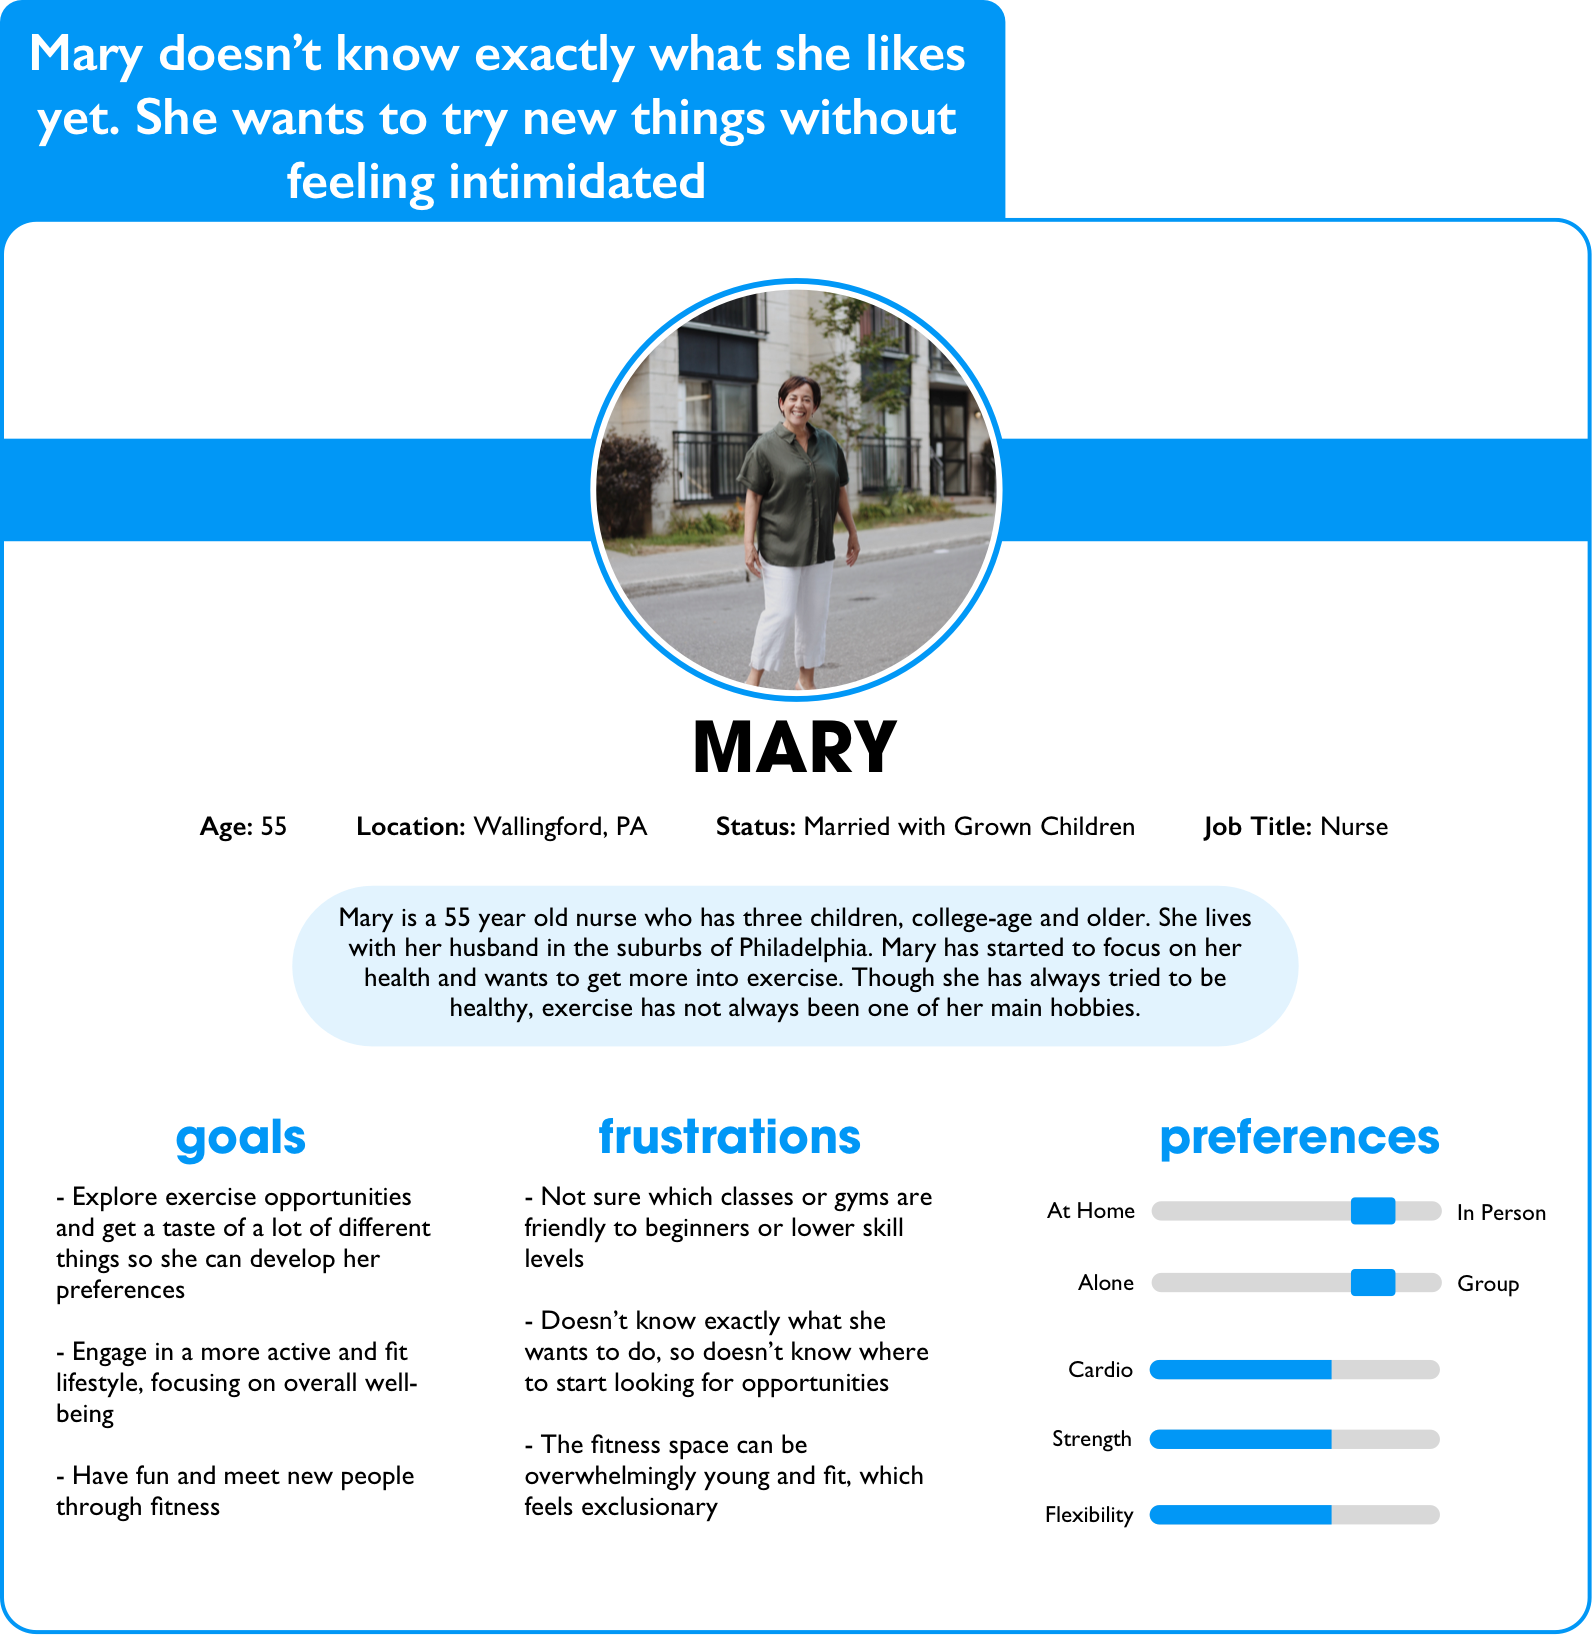 Mary doesn’t know exactly what she likes
yet. She wants to try new things without
feeling intimidated
MARY
Age: 55 Location: Wallingford, PA Status: Married with Grown Children Job Title: Nurse
Mary is a 55 year old nurse who has three children, college-age and older. She lives
with her husband in the suburbs of Philadelphia. Mary has started to focus on her
health and wants to get more into exercise. Though she has always tried to be
healthy, exercise has not always been one of her main hobbies.
goals
- Explore exercise opportunities
and get a taste of a lot of different
things so she can develop her
preferences
- Engage in a more active and fit
lifestyle, focusing on overall well-
being
- Have fun and meet new people
through fitness
frustrations
- Not sure which classes or gyms are
friendly to beginners or lower skill
levels
- Doesn’t know exactly what she
wants to do, so doesn’t know where
to start looking for opportunities
- The fitness space can be
overwhelmingly young and fit, which
feels exclusionary
preferences
At Home In Person
Alone Group
Cardio
Strength
Flexibility